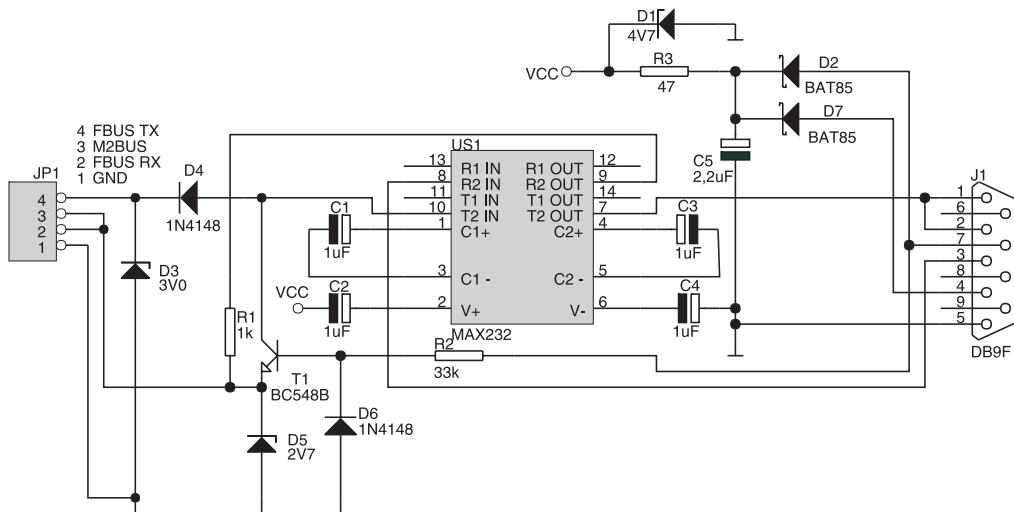 D1
4V7
VCC
R3
47
D2
BAT85
D7
BAT85
C5
2,2uF
4 FBUS TX
3 M2BUS
2 FBUS RX
1 GND
JP1
4
3
2
1
D4
1N4148
D3
3V0
US1
13 R1 IN R1 OUT 12
8 R2 IN R2 OUT 9
11 T1 IN T1 OUT 14
10 T2 IN T2 OUT 7
1 C1+ C2+ 4
3 C1 - C2 - 5
2 V+ V- 6
MAX232
C1
1uF
C3
1uF
VCC
C2
1uF
C4
1uF
J1
1
6
2
7
3
8
4
9
5
DB9F
R1
1k
R2
33k
T1
BC548B
D6
1N4148
D5
2V7